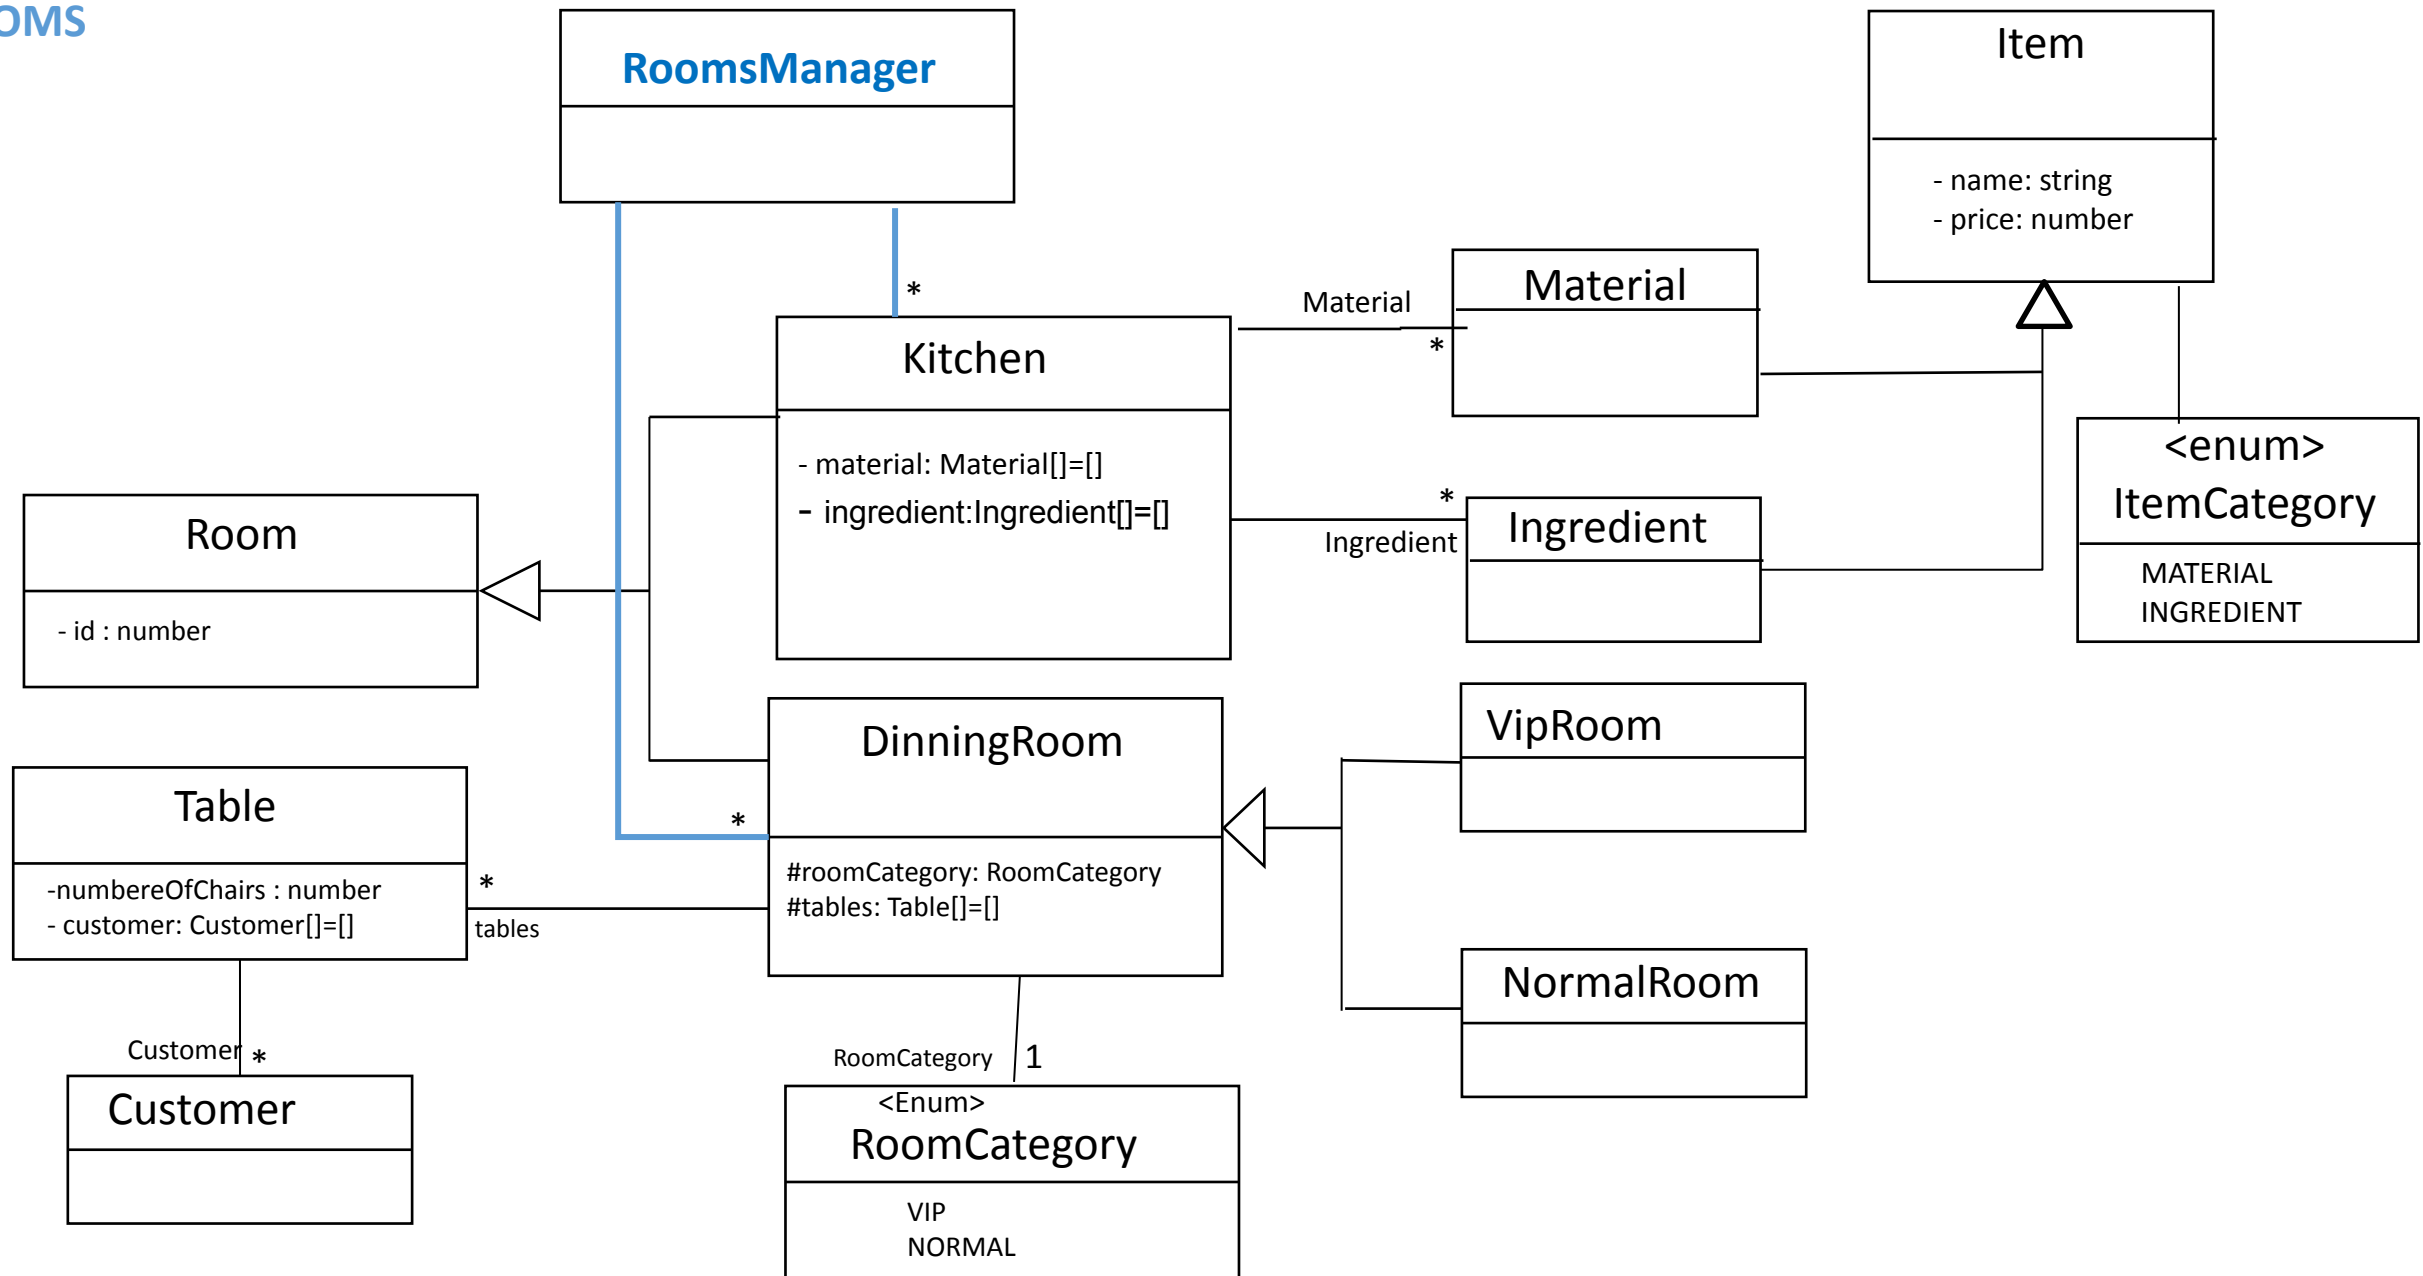 OMS
RoomsManager
*
Item
- name: string
- price: number
Kitchen
- material: Material[]=[]
- ingredient:Ingredient[]=[]
Material
*
Material
*
Ingredient
Ingredient
<enum>
ItemCategory
MATERIAL
INGREDIENT
Room
- id : number
DinningRoom
*
#roomCategory: RoomCategory
#tables: Table[]=[]
VipRoom
NormalRoom
Table
-numbereOfChairs : number
- customer: Customer[]=[]
*
tables
Customer
*
Customer
RoomCategory
1
<Enum>
RoomCategory
VIP
NORMAL